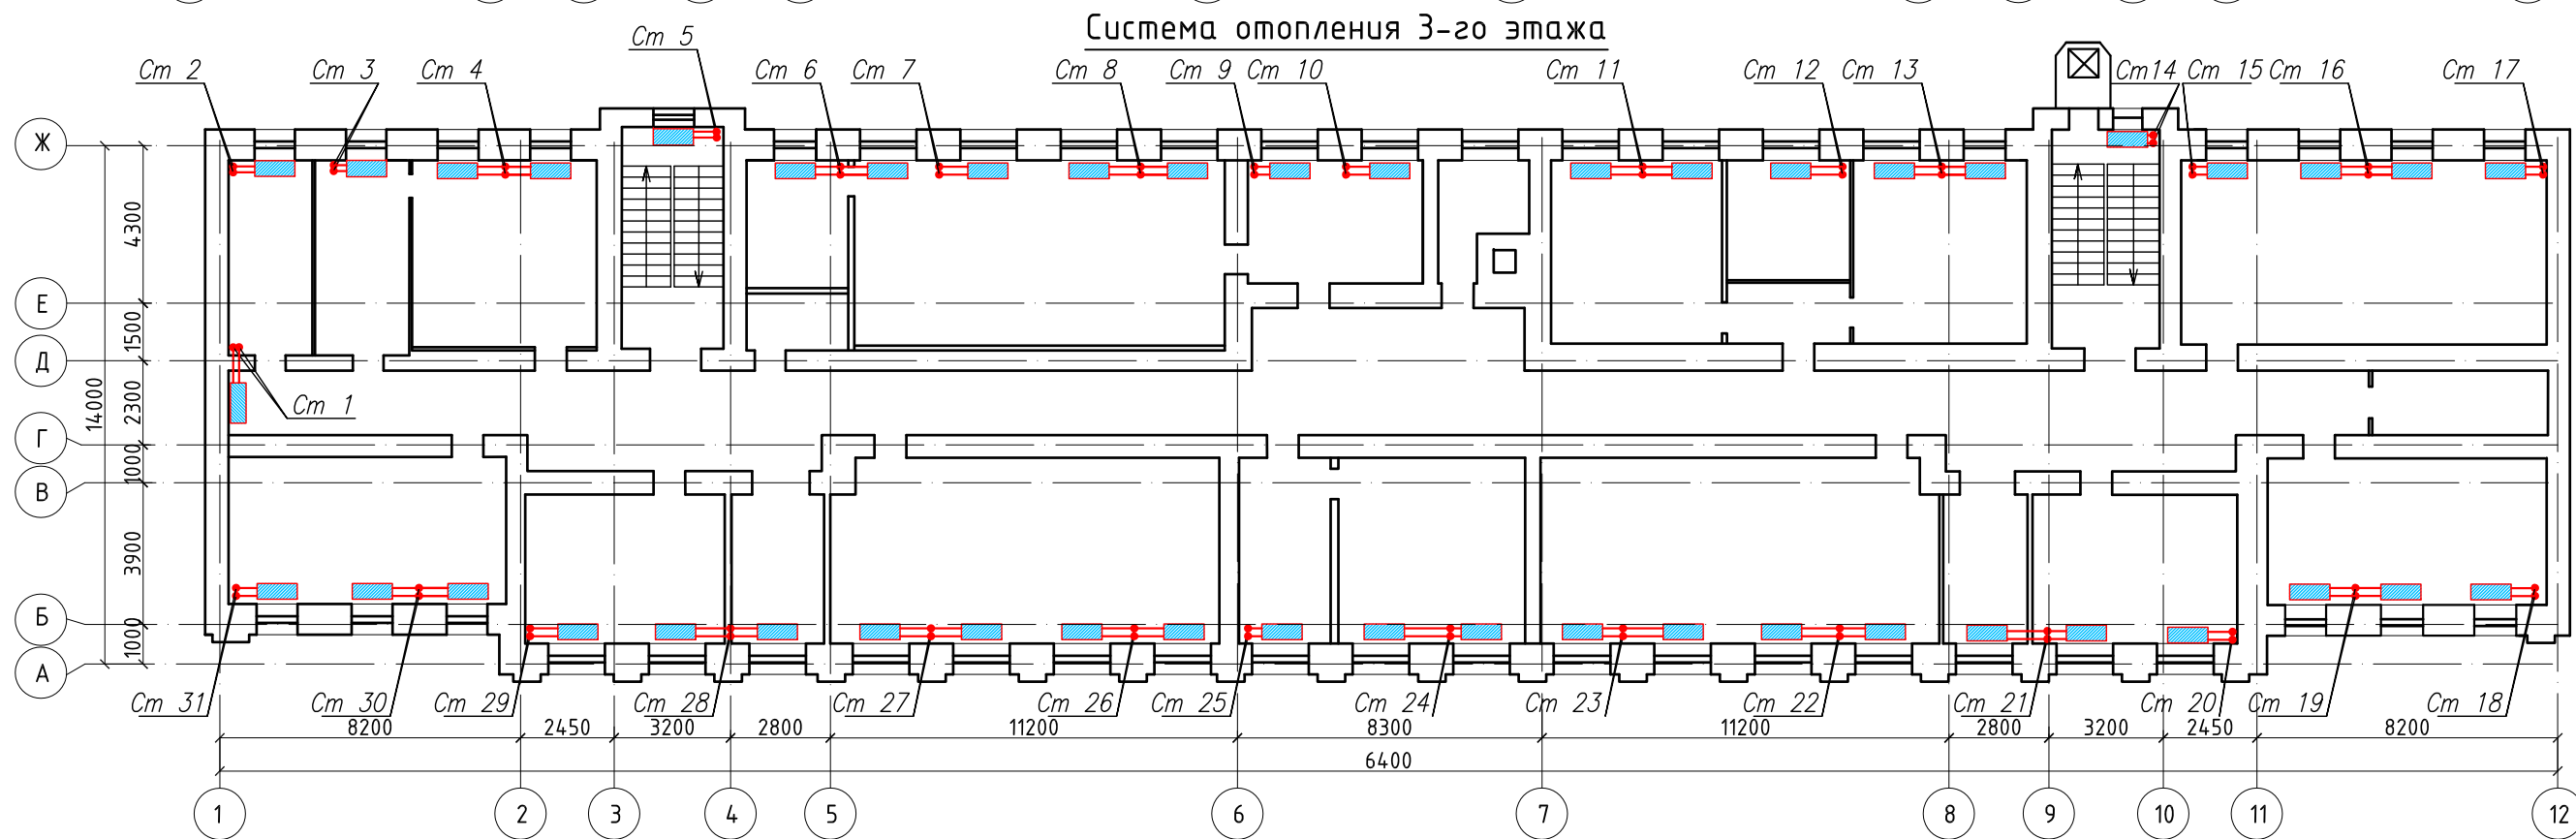 Система отопления 3-го этажа
Ст 5
Ст 2
Ст 3
Ст 4
Ст 6
Ст 7
Ст 8
Ст 9
Ст 10
Ст 11
Ст 12
Ст 13
Ст14
Ст 15
Ст 16
Ст 17
Ж
Е
Д
Г
В
Б
А
4300
1500
2300
1000
3900
1000
14000
Ст 1
Ст 31
Ст 30
Ст 29
Ст 28
Ст 27
Ст 26
Ст 25
Ст 24
Ст 23
Ст 22
Ст 21
Ст 20
Ст 19
Ст 18
8200
2450
3200
2800
11200
8300
11200
2800
3200
2450
8200
6400
1
2
3
4
5
6
7
8
9
10
11
12